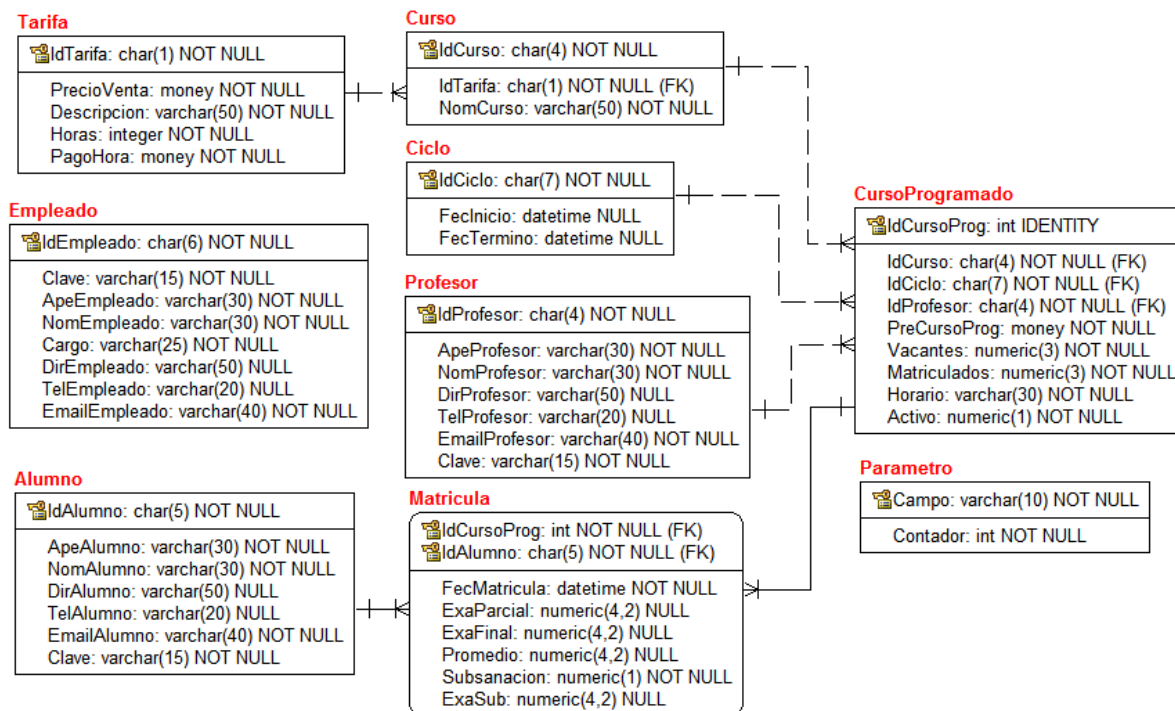 Tarifa
IdTarifa: char(1) NOT NULL
PrecioVenta: money NOT NULL
Descripcion: varchar(50) NOT NULL
Horas: integer NOT NULL
PagoHora: money NOT NULL
Curso
IdCurso: char(4) NOT NULL
IdTarifa: char(1) NOT NULL (FK)
NomCurso: varchar(50) NOT NULL
Ciclo
IdCiclo: char(7) NOT NULL
FecInicio: datetime NULL
FecTermino: datetime NULL
Empleado
IdEmpleado: char(6) NOT NULL
Clave: varchar(15) NOT NULL
ApeEmpleado: varchar(30) NOT NULL
NomEmpleado: varchar(30) NOT NULL
Cargo: varchar(25) NOT NULL
DirEmpleado: varchar(50) NULL
TelEmpleado: varchar(20) NULL
EmailEmpleado: varchar(40) NOT NULL
Profesor
IdProfesor: char(4) NOT NULL
ApeProfesor: varchar(30) NOT NULL
NomProfesor: varchar(30) NOT NULL
DirProfesor: varchar(50) NULL
TelProfesor: varchar(20) NULL
EmailProfesor: varchar(40) NOT NULL
Clave: varchar(15) NOT NULL
CursoProgramado
IdCursoProg: int IDENTITY
IdCurso: char(4) NOT NULL (FK)
IdCiclo: char(7) NOT NULL (FK)
IdProfesor: char(4) NOT NULL (FK)
PreCursoProg: money NOT NULL
Vacantes: numeric(3) NOT NULL
Matriculados: numeric(3) NOT NULL
Horario: varchar(30) NOT NULL
Activo: numeric(1) NOT NULL
Alumno
IdAlumno: char(5) NOT NULL
ApeAlumno: varchar(30) NOT NULL
NomAlumno: varchar(30) NOT NULL
DirAlumno: varchar(50) NULL
TelAlumno: varchar(20) NULL
EmailAlumno: varchar(40) NOT NULL
Clave: varchar(15) NOT NULL
Matricula
IdCursoProg: int NOT NULL (FK)
IdAlumno: char(5) NOT NULL (FK)
FecMatricula: datetime NOT NULL
ExaParcial: numeric(4,2) NULL
ExaFinal: numeric(4,2) NULL
Promedio: numeric(4,2) NULL
Subsanacion: numeric(1) NOT NULL
ExaSub: numeric(4,2) NULL
Parametro
Campo: varchar(10) NOT NULL
Contador: int NOT NULL